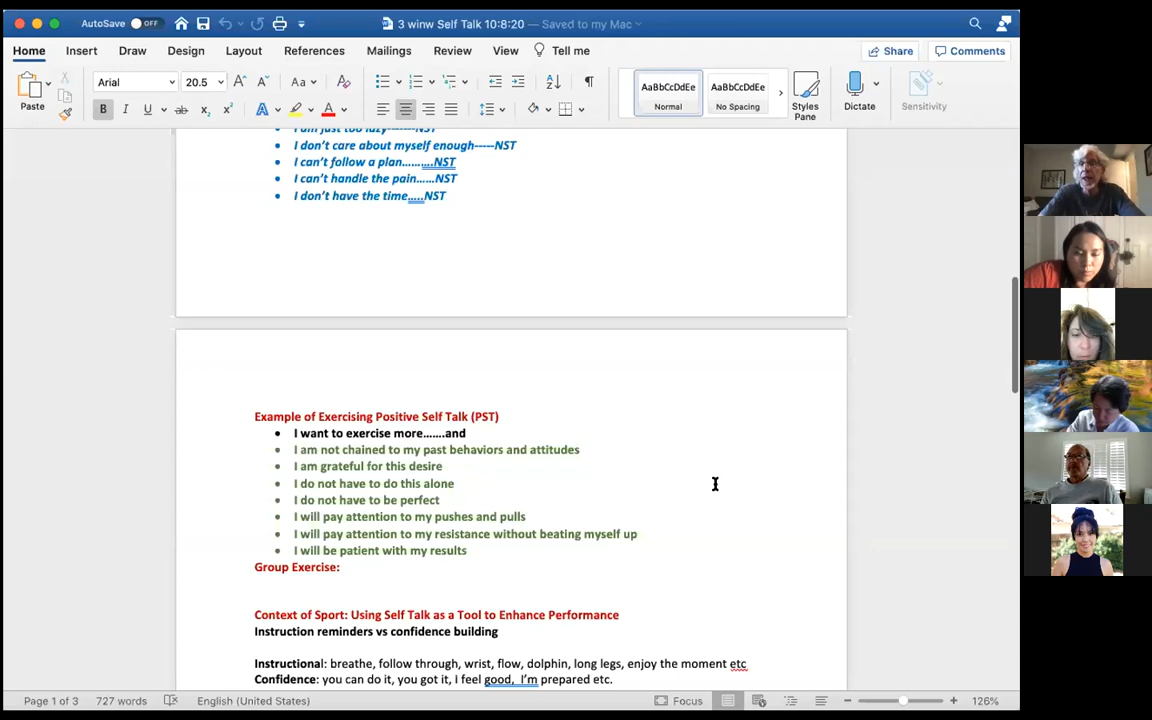 AutoSave OFF
3 winw Self Talk 10:8:20 — Saved to my Mac
Home Insert Draw Design Layout References Mailings Review View Tell me Share Comments
Paste Arial 20.5 Aa Normal No Spacing Styles Pane Dictate Sensitivity
AaBbCcDdEe AaBbCcDdEe
I am just too lazy-------NST
I don't care about myself enough-----NST
I can't follow a plan……….NST
I can't handle the pain……NST
I don't have the time…..NST
Example of Exercising Positive Self Talk (PST)
I want to exercise more…….and
I am not chained to my past behaviors and attitudes
I am grateful for this desire
I do not have to do this alone
I do not have to be perfect
I will pay attention to my pushes and pulls
I will pay attention to my resistance without beating myself up
I will be patient with my results
Group Exercise:
Context of Sport: Using Self Talk as a Tool to Enhance Performance
Instruction reminders vs confidence building
Instructional: breathe, follow through, wrist, flow, dolphin, long legs, enjoy the moment etc
Confidence: you can do it, you got it, I feel good, I'm prepared etc.
Page 1 of 3 727 words English (United States) Focus 126%